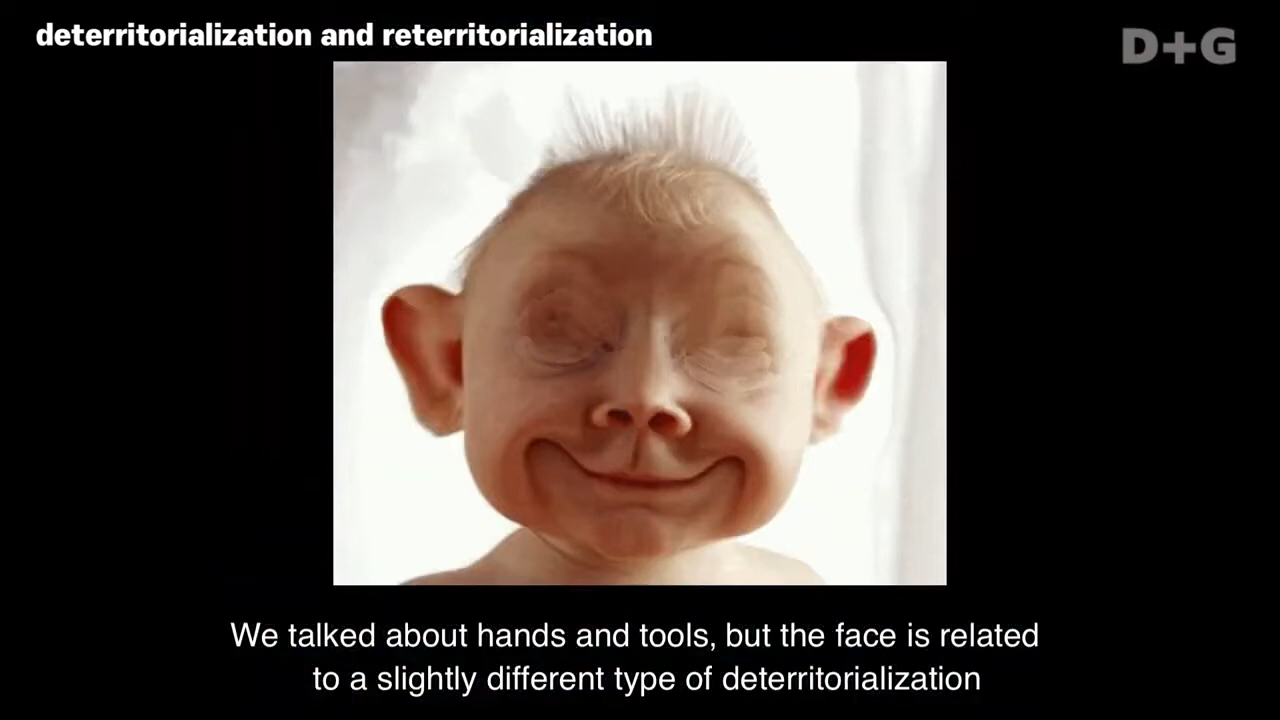 deterritorialization and reterritorialization
D+G
We talked about hands and tools, but the face is related
to a slightly different type of deterritorialization